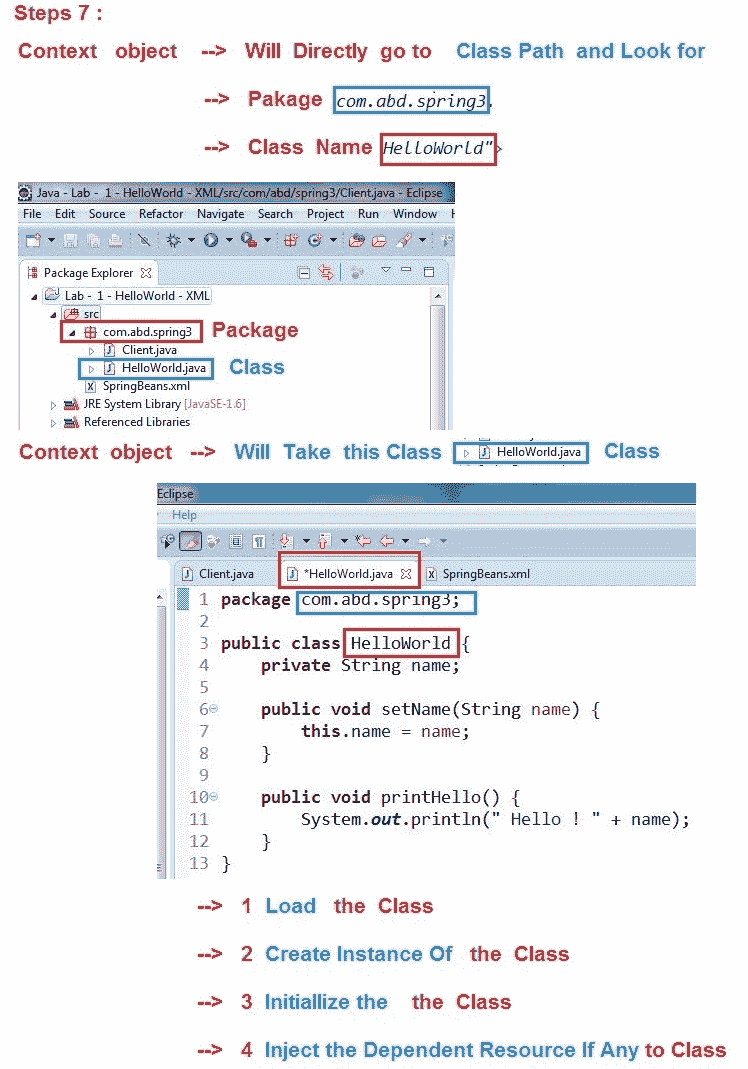 Steps 7 :
Context object --> Will Directly go to Class Path and Look for
--> Pakage com.abd.spring3.
--> Class Name HelloWorld">
Java - Lab - 1 - HelloWorld - XML/src/com/abd/spring3/Client.java - Eclipse
File Edit Source Refactor Navigate Search Project Run Window
Package Explorer
Lab - 1 - HelloWorld - XML
src
com.abd.spring3 Package
Client.java
HelloWorld.java Class
SpringBeans.xml
JRE System Library [JavaSE-1.6]
Referenced Libraries
Context object --> Will Take this Class HelloWorld.java Class
Eclipse
Help
Client.java *HelloWorld.java SpringBeans.xml
1 package com.abd.spring3;
2
3 public class HelloWorld {
4 private String name;
5
6 public void setName(String name) {
7 this.name = name;
8 }
9
10 public void printHello() {
11 System.out.println(" Hello ! " + name);
12 }
13 }
--> 1 Load the Class
--> 2 Create Instance Of the Class
--> 3 Initiallize the the Class
--> 4 Inject the Dependent Resource If Any to Class